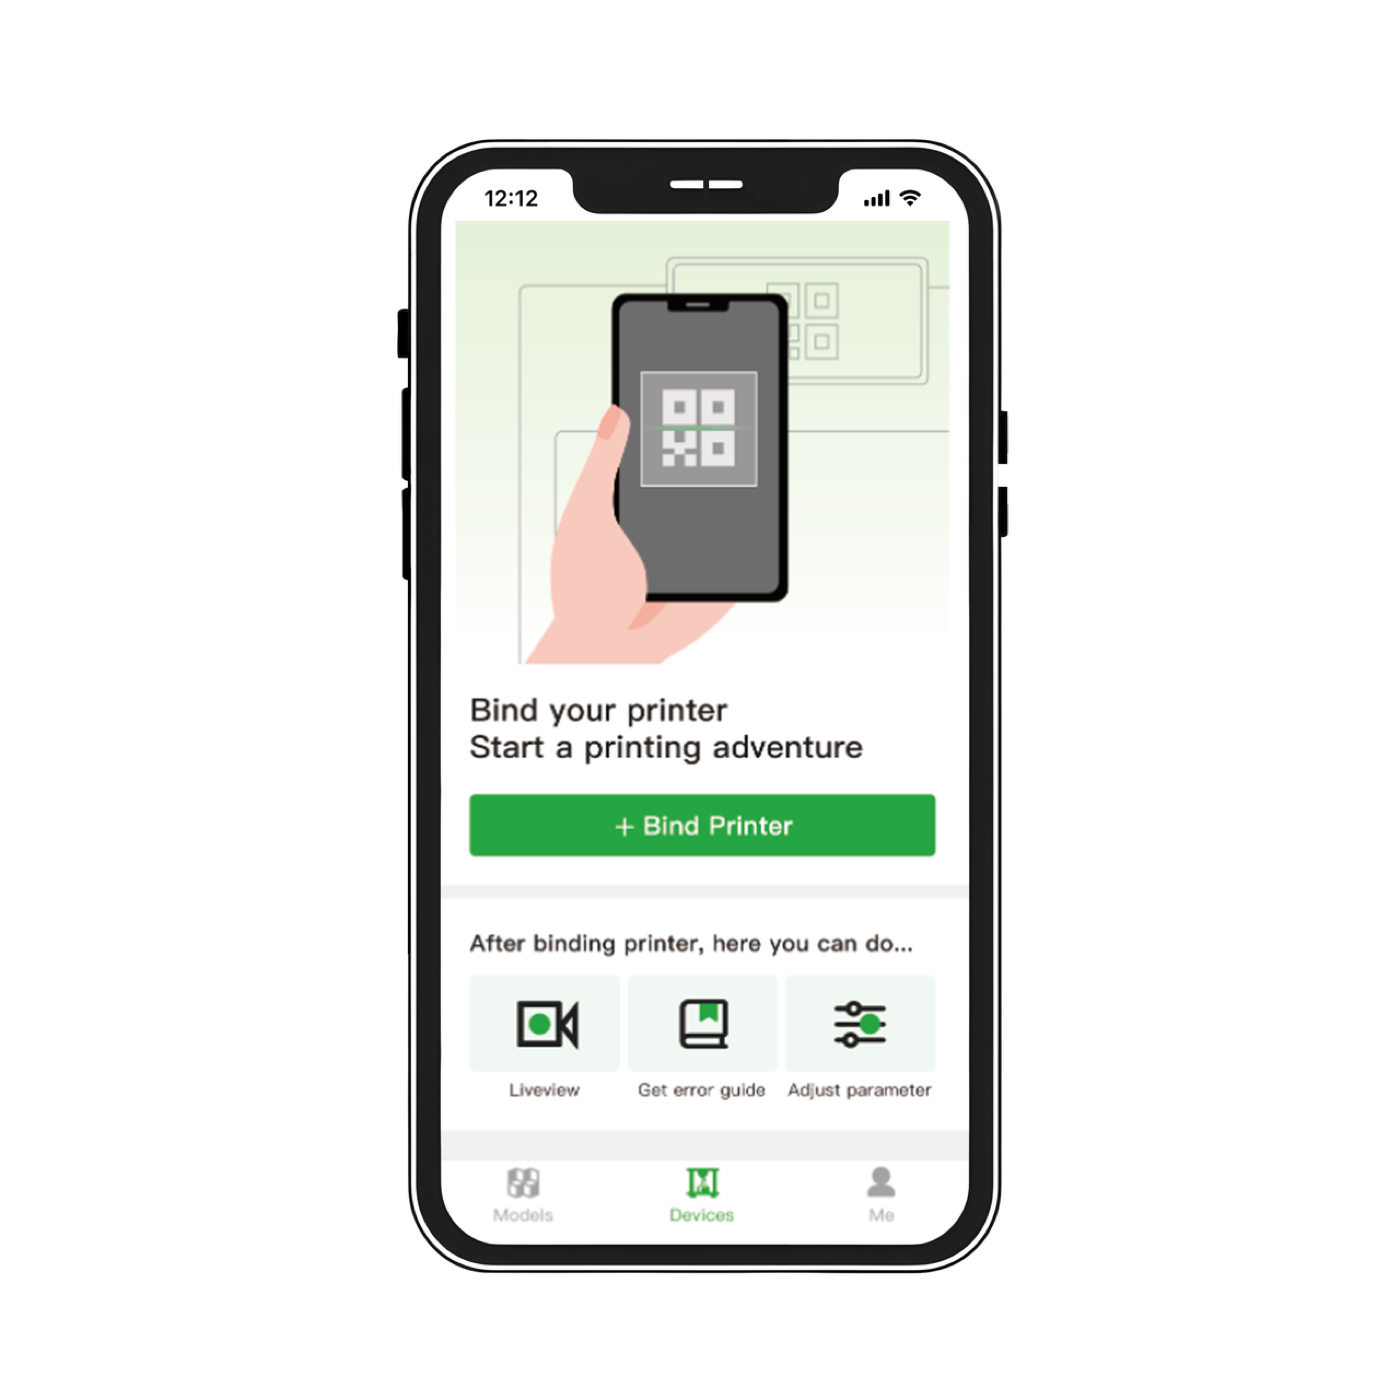 12:12
Bind your printer
Start a printing adventure
+ Bind Printer
After binding printer, here you can do...
Liveview
Get error guide
Adjust parameter
Models
Devices
Me